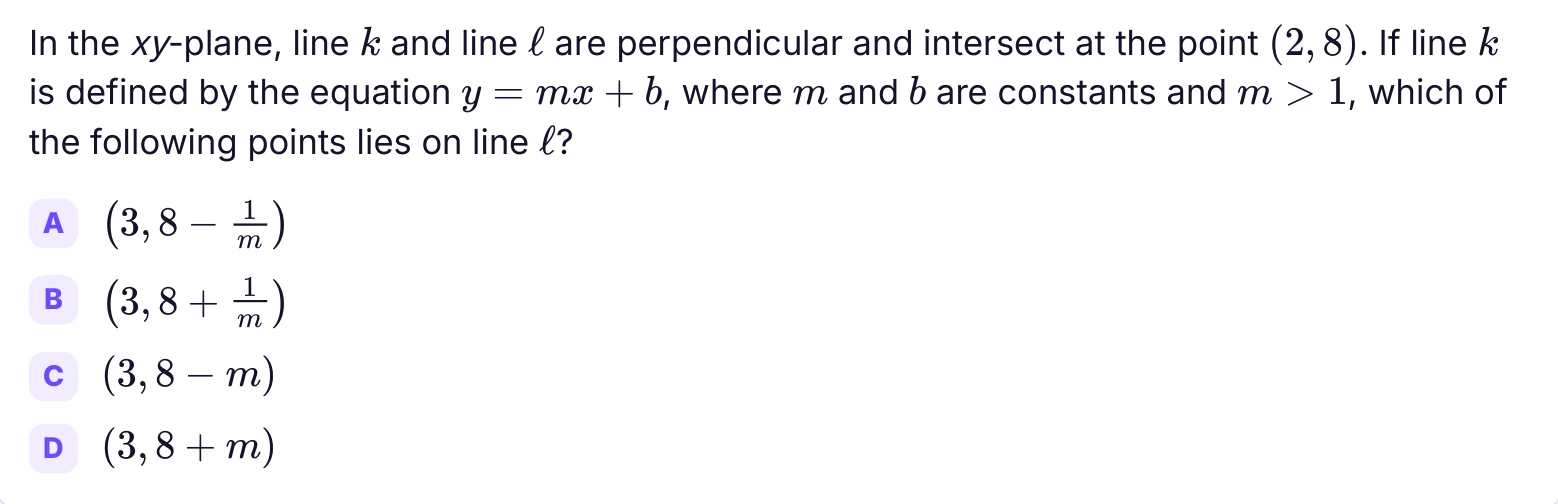 In the xy-plane, line k and line ℓ are perpendicular and intersect at the point (2, 8). If line k
is defined by the equation y = mx + b, where m and b are constants and m > 1, which of
the following points lies on line ℓ?
A (3, 8 − 1/m)
B (3, 8 + 1/m)
C (3, 8 − m)
D (3, 8 + m)